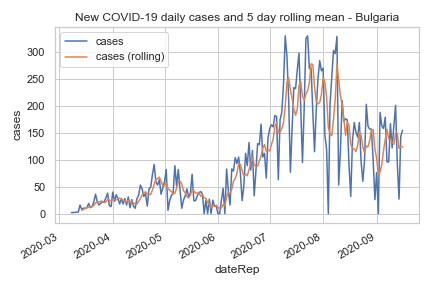 New COVID-19 daily cases and 5 day rolling mean - Bulgaria
cases
cases (rolling)
300
250
200
150
100
50
0
cases
2020-03
2020-04
2020-05
2020-06
2020-07
2020-08
2020-09
dateRep